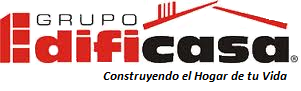 GRUPO
Edificasa®
Construyendo el Hogar de tu Vida